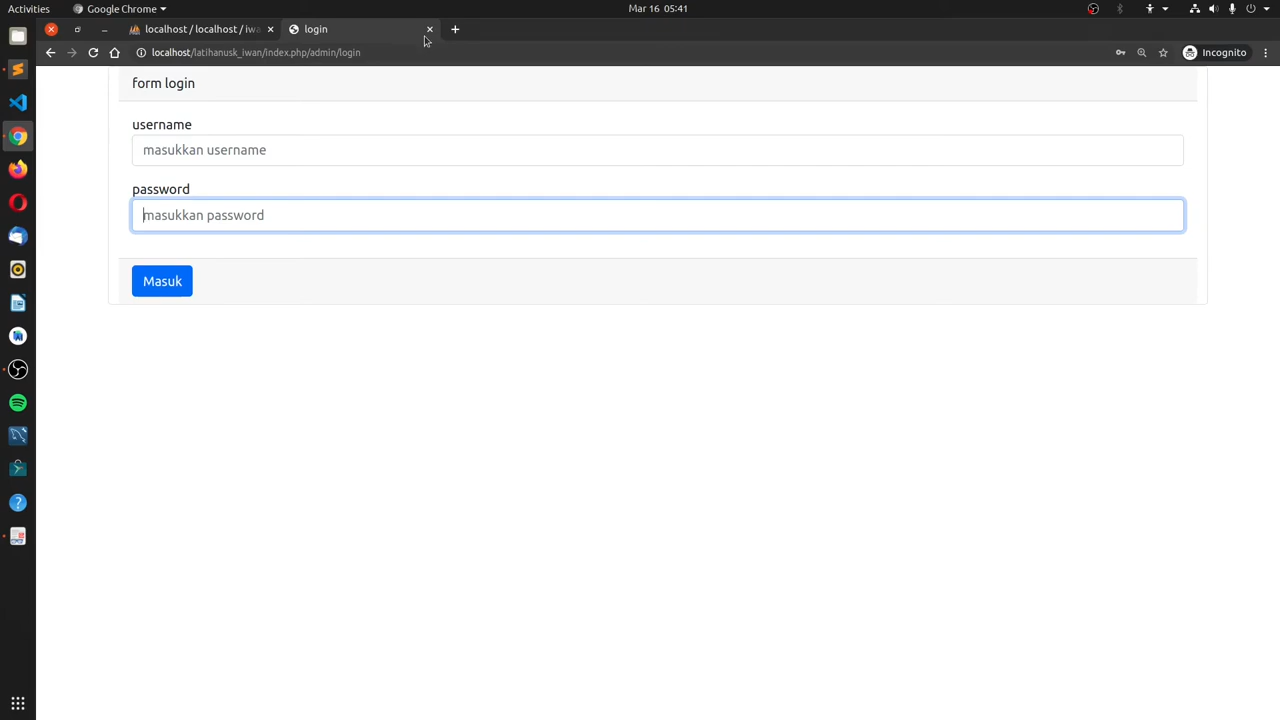 Activities
Google Chrome
Mar 16 05:41
localhost / localhost / iwa
login
localhost/latihanusk_iwan/index.php/admin/login
Incognito
form login
username
masukkan username
password
masukkan password
Masuk